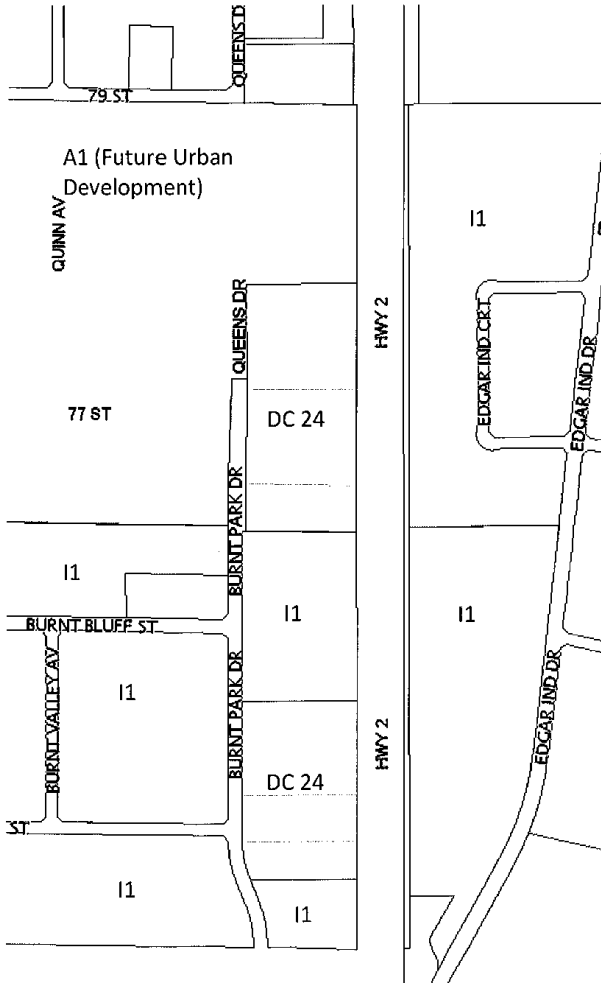 QUEENS D
79 ST
A1 (Future Urban
Development)
QUINN AV
I1
QUEENS DR
HWY 2
EDGAR IND CRT
EDGAR IND DR
77 ST
DC 24
BURNT PARK DR
I1
I1
I1
BURNT BLUFF ST
BURNT VALLEY AV
I1
BURNT PARK DR
EDGAR IND DR
HWY 2
DC 24
ST
I1
I1